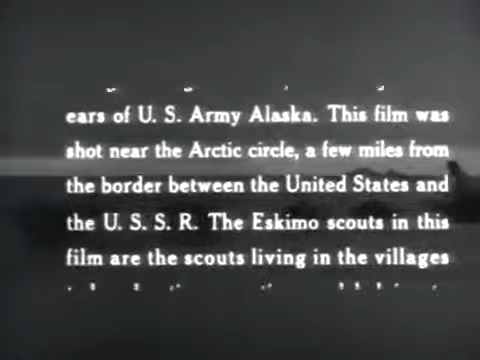 ears of U. S. Army Alaska. This film was
shot near the Arctic circle, a few miles from
the border between the United States and
the U. S. S. R. The Eskimo scouts in this
film are the scouts living in the villages